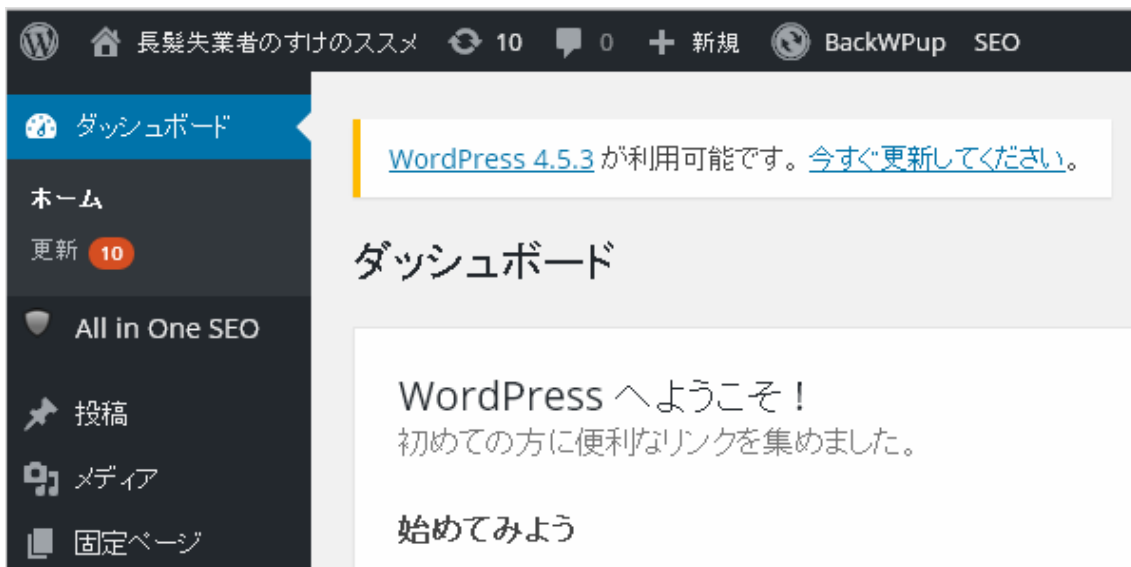 長髪失業者のすけのススメ 10 0 新規 BackWPup SEO
ダッシュボード
WordPress 4.5.3 が利用可能です。今すぐ更新してください。
ホーム
更新 10
ダッシュボード
All in One SEO
投稿
メディア
固定ページ
WordPress へようこそ！
初めての方に便利なリンクを集めました。
始めてみよう